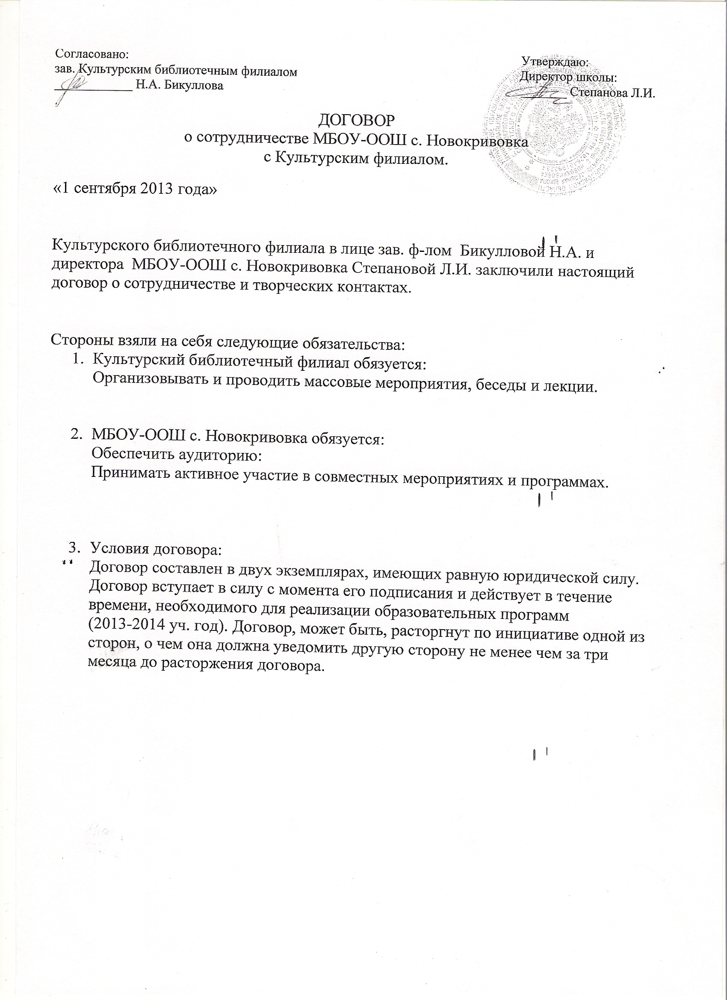 Согласовано:
зав. Культурским библиотечным филиалом
____________ Н.А. Бикуллова
Утверждаю:
Директор школы:
_______ Степанова Л.И.
ДОГОВОР
о сотрудничестве МБОУ-ООШ с. Новокривовка
с Культурским филиалом.
«1 сентября 2013 года»
Культурского библиотечного филиала в лице зав. ф-лом Бикулловой Н.А. и
директора МБОУ-ООШ с. Новокривовка Степановой Л.И. заключили настоящий
договор о сотрудничестве и творческих контактах.
Стороны взяли на себя следующие обязательства:
1. Культурский библиотечный филиал обязуется:
Организовывать и проводить массовые мероприятия, беседы и лекции.
2. МБОУ-ООШ с. Новокривовка обязуется:
Обеспечить аудиторию:
Принимать активное участие в совместных мероприятиях и программах.
3. Условия договора:
Договор составлен в двух экземплярах, имеющих равную юридической силу.
Договор вступает в силу с момента его подписания и действует в течение
времени, необходимого для реализации образовательных программ
(2013-2014 уч. год). Договор, может быть, расторгнут по инициативе одной из
сторон, о чем она должна уведомить другую сторону не менее чем за три
месяца до расторжения договора.